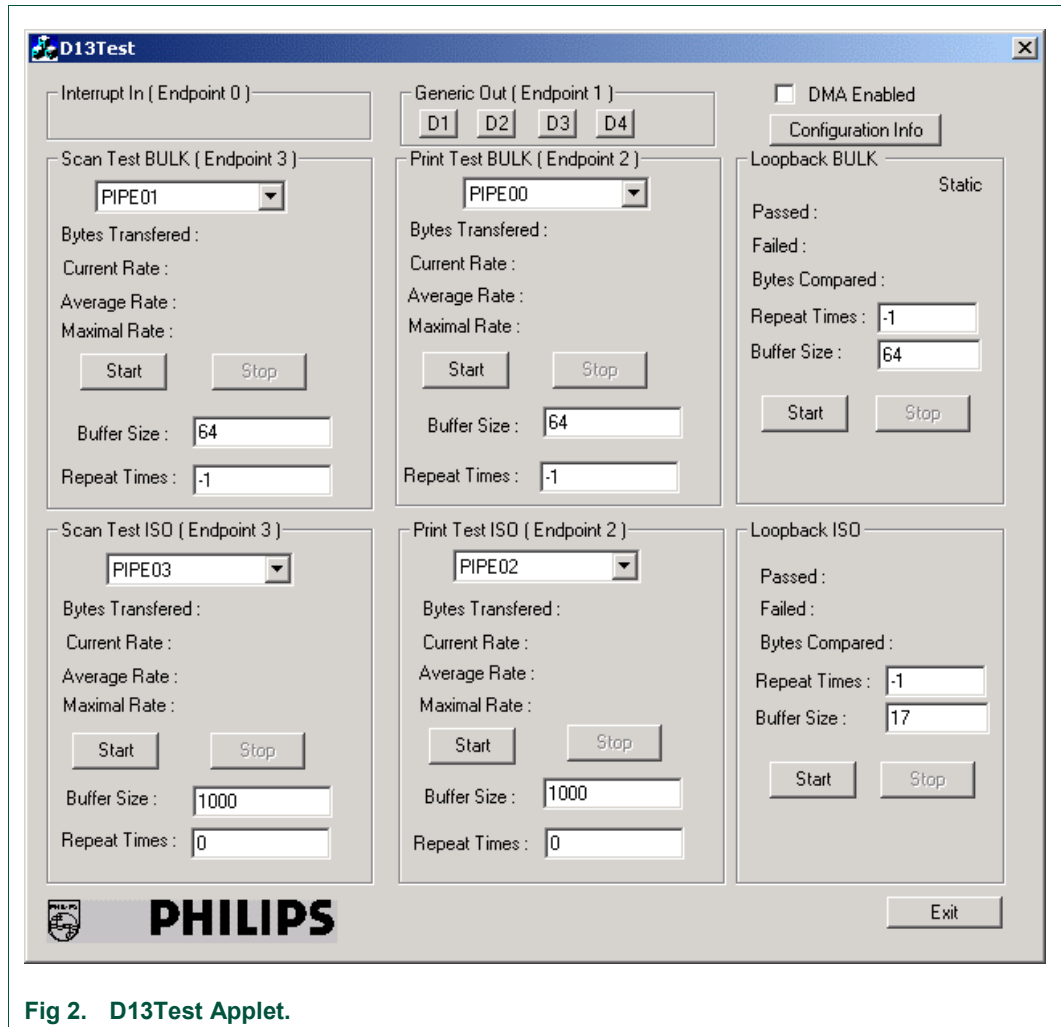 D13Test
Interrupt In ( Endpoint 0 )
Generic Out ( Endpoint 1 )
D1 D2 D3 D4
DMA Enabled
Configuration Info
Scan Test BULK ( Endpoint 3 )
PIPE01
Bytes Transfered :
Current Rate :
Average Rate :
Maximal Rate :
Start Stop
Buffer Size : 64
Repeat Times : -1
Print Test BULK ( Endpoint 2 )
PIPE00
Bytes Transfered :
Current Rate :
Average Rate :
Maximal Rate :
Start Stop
Buffer Size : 64
Repeat Times : -1
Loopback BULK
Static
Passed :
Failed :
Bytes Compared :
Repeat Times : -1
Buffer Size : 64
Start Stop
Scan Test ISO ( Endpoint 3 )
PIPE03
Bytes Transfered :
Current Rate :
Average Rate :
Maximal Rate :
Start Stop
Buffer Size : 1000
Repeat Times : 0
Print Test ISO ( Endpoint 2 )
PIPE02
Bytes Transfered :
Current Rate :
Average Rate :
Maximal Rate :
Start Stop
Buffer Size : 1000
Repeat Times : 0
Loopback ISO
Passed :
Failed :
Bytes Compared :
Repeat Times : -1
Buffer Size : 17
Start Stop
PHILIPS
PHILIPS
Exit
Fig 2. D13Test Applet.